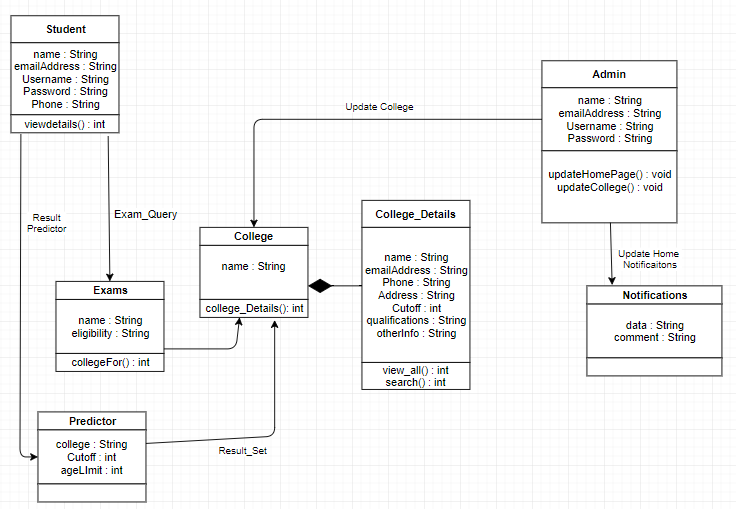 Student
name : String
emailAddress : String
Username : String
Password : String
Phone : String
viewdetails() : int
Admin
name : String
emailAddress : String
Username : String
Password : String
updateHomePage() : void
updateCollege() : void
Update College
Result
Predictor
Exam_Query
College
name : String
college_Details(): int
College_Details
name : String
emailAddress : String
Phone : String
Address : String
Cutoff : int
qualifications : String
otherInfo : String
view_all() : int
search() : int
Update Home
Notificaitons
Notifications
data : String
comment : String
Exams
name : String
eligibility : String
collegeFor() : int
Predictor
college : String
Cutoff : int
ageLImit : int
Result_Set